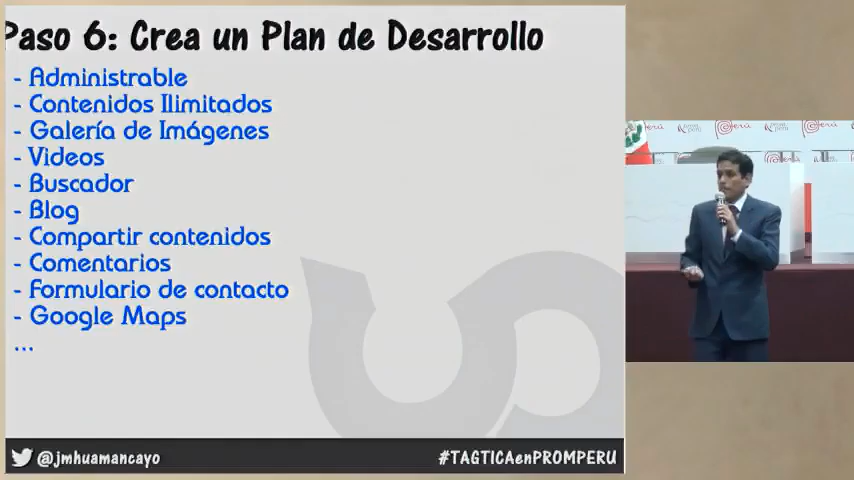 Paso 6: Crea un Plan de Desarrollo
- Administrable
- Contenidos Ilimitados
- Galería de Imágenes
- Videos
- Buscador
- Blog
- Compartir contenidos
- Comentarios
- Formulario de contacto
- Google Maps
...
@jmhuamancayo
#TAGTICAenPROMPERU
Perú